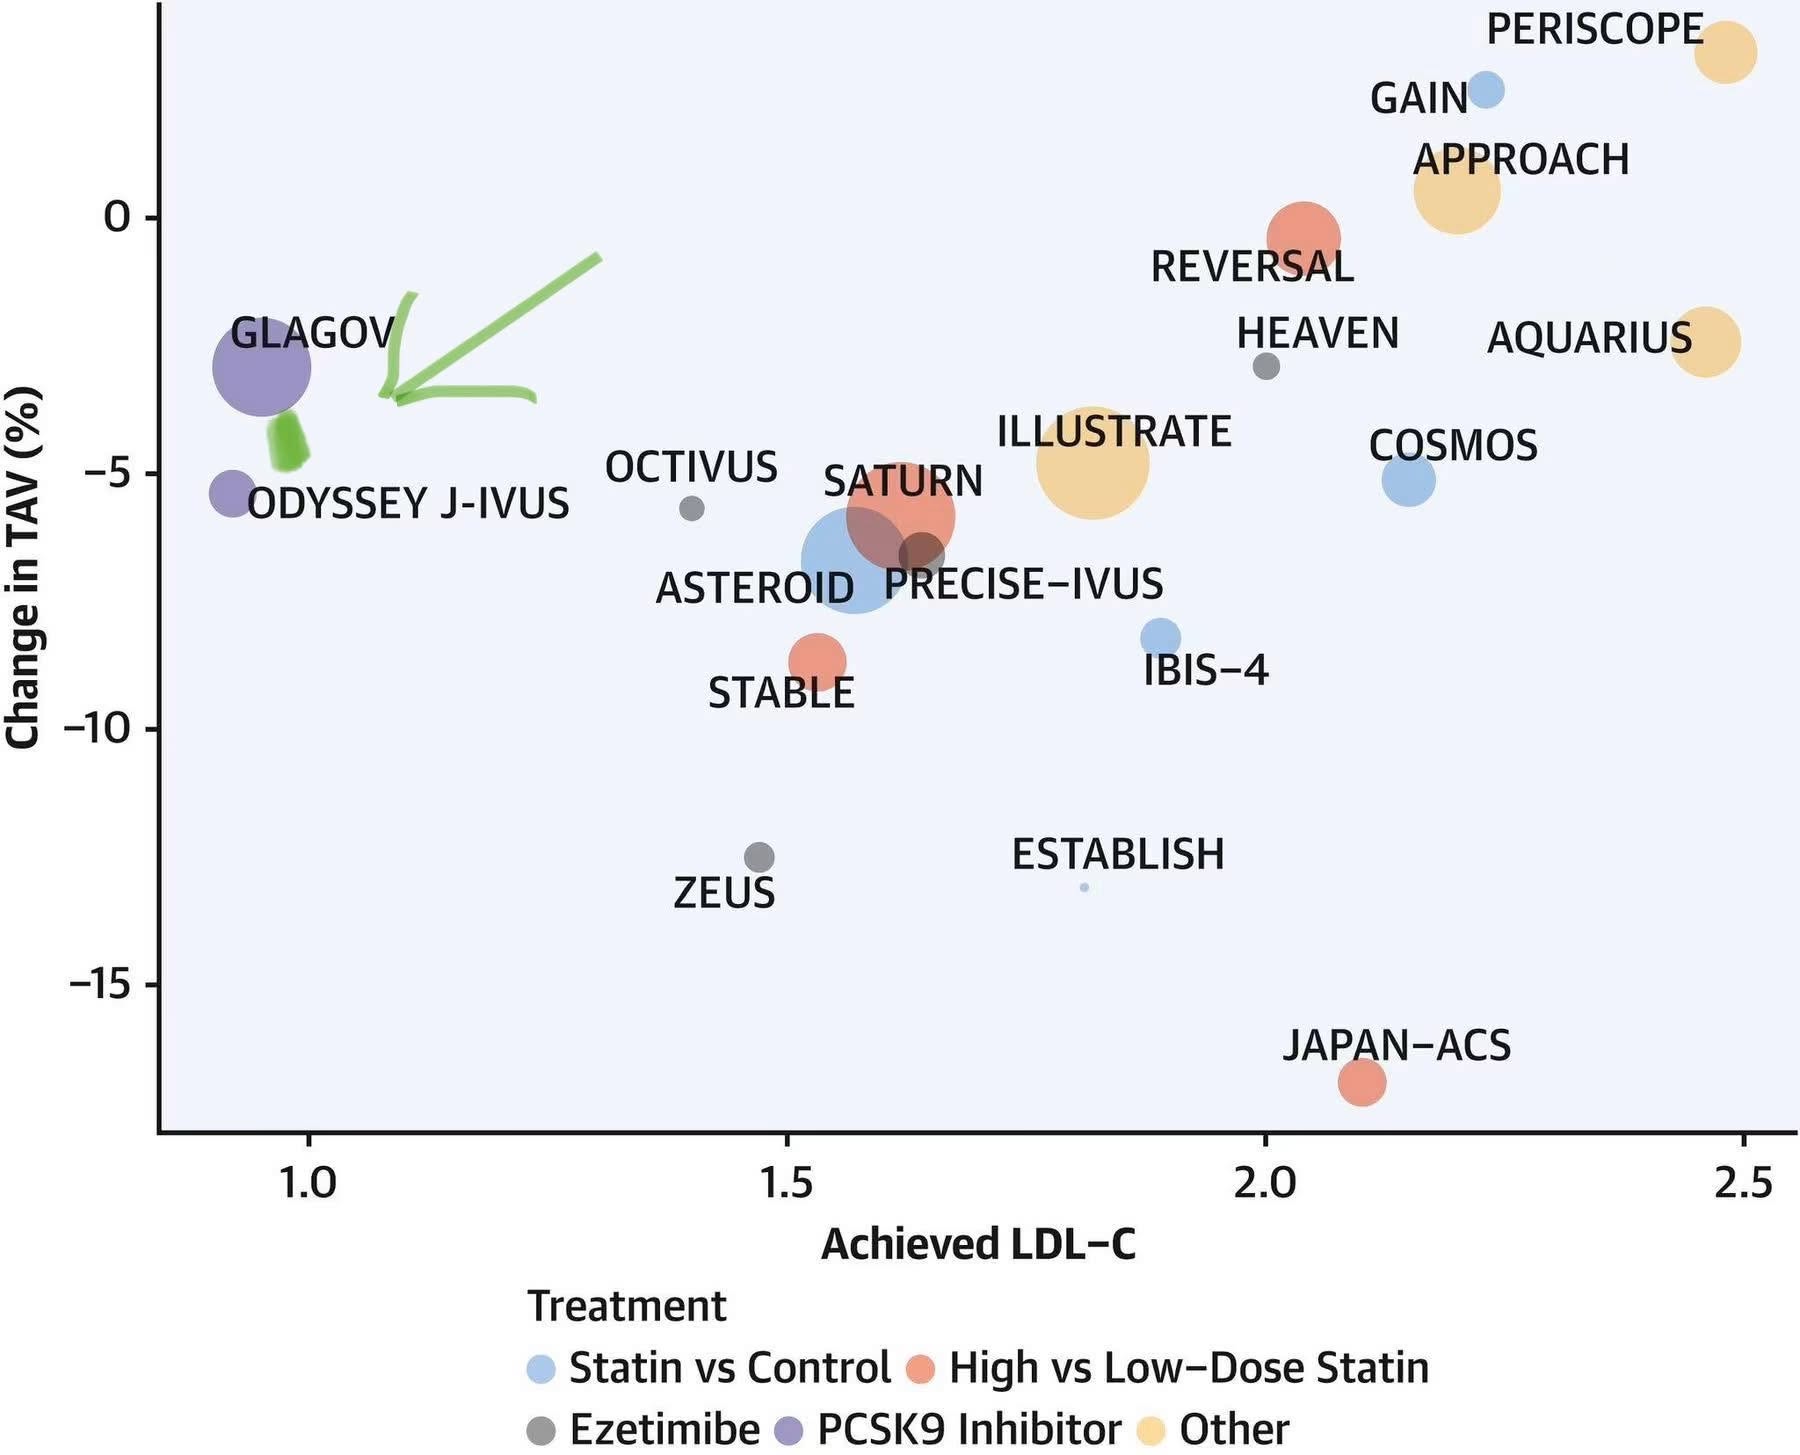 PERISCOPE
GAIN
APPROACH
0
REVERSAL
GLAGOV
HEAVEN
AQUARIUS
ILLUSTRATE
COSMOS
OCTIVUS
SATURN
−5
ODYSSEY J-IVUS
ASTEROID
PRECISE−IVUS
IBIS−4
STABLE
−10
ESTABLISH
ZEUS
−15
JAPAN−ACS
Change in TAV (%)
1.0 1.5 2.0 2.5
Achieved LDL−C
Treatment
Statin vs Control High vs Low−Dose Statin
Ezetimibe PCSK9 Inhibitor Other